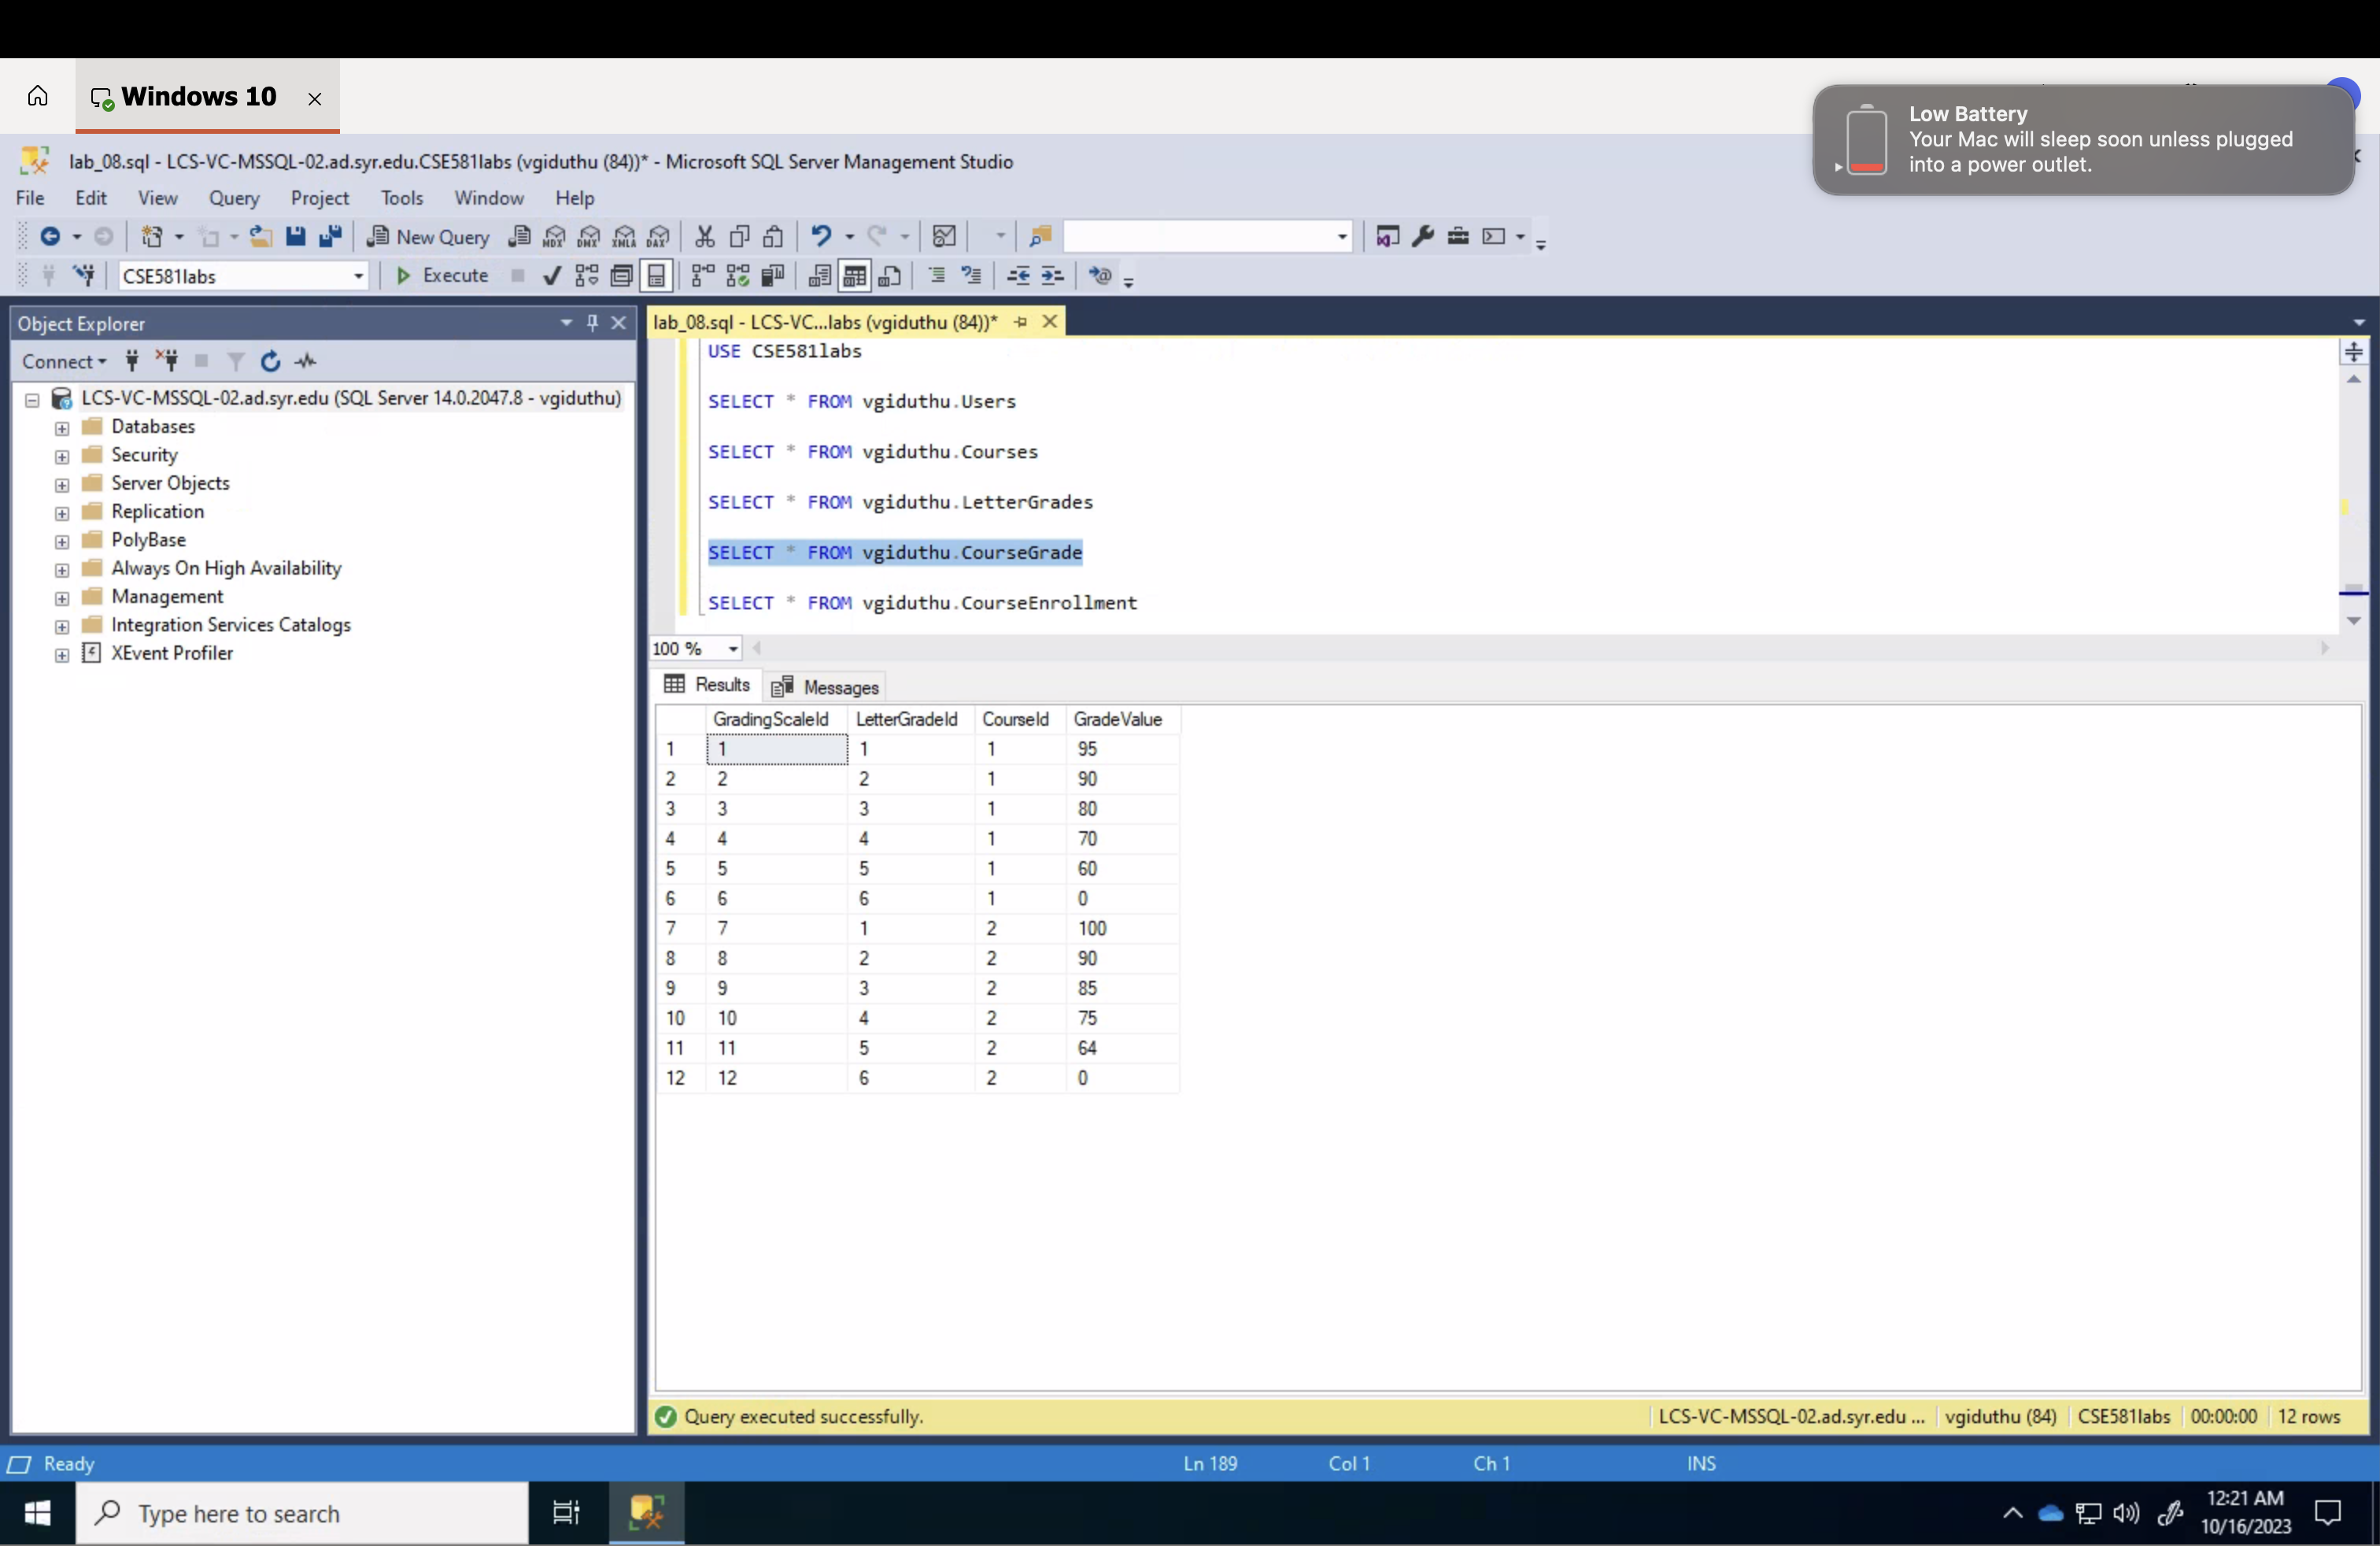 Windows 10
Low Battery
Your Mac will sleep soon unless plugged
into a power outlet.
lab_08.sql - LCS-VC-MSSQL-02.ad.syr.edu.CSE581labs (vgiduthu (84))* - Microsoft SQL Server Management Studio
File Edit View Query Project Tools Window Help
New Query MDX DMX XMLA DAX
CSE581labs Execute
Object Explorer
lab_08.sql - LCS-VC...labs (vgiduthu (84))*
Connect
LCS-VC-MSSQL-02.ad.syr.edu (SQL Server 14.0.2047.8 - vgiduthu)
Databases
Security
Server Objects
Replication
PolyBase
Always On High Availability
Management
Integration Services Catalogs
XEvent Profiler
USE CSE581labs
SELECT * FROM vgiduthu.Users
SELECT * FROM vgiduthu.Courses
SELECT * FROM vgiduthu.LetterGrades
SELECT * FROM vgiduthu.CourseGrade
SELECT * FROM vgiduthu.CourseEnrollment
100 %
Results Messages
GradingScaleId LetterGradeId CourseId GradeValue
1 1 1 1 95
2 2 2 1 90
3 3 3 1 80
4 4 4 1 70
5 5 5 1 60
6 6 6 1 0
7 7 1 2 100
8 8 2 2 90
9 9 3 2 85
10 10 4 2 75
11 11 5 2 64
12 12 6 2 0
Query executed successfully. LCS-VC-MSSQL-02.ad.syr.edu ... vgiduthu (84) CSE581labs 00:00:00 12 rows
Ready Ln 189 Col 1 Ch 1 INS
Type here to search
12:21 AM
10/16/2023